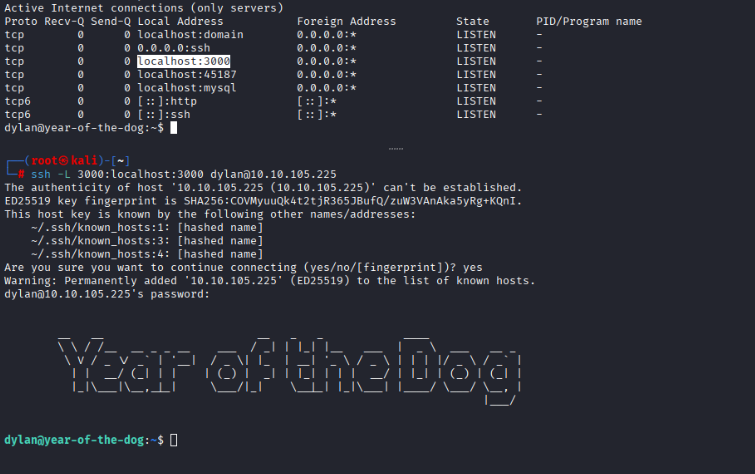 Active Internet connections (only servers)
Proto Recv-Q Send-Q Local Address           Foreign Address         State       PID/Program name
tcp        0      0 localhost:domain        0.0.0.0:*               LISTEN      -
tcp        0      0 0.0.0.0:ssh             0.0.0.0:*               LISTEN      -
tcp        0      0 localhost:3000          0.0.0.0:*               LISTEN      -
tcp        0      0 localhost:45187         0.0.0.0:*               LISTEN      -
tcp        0      0 localhost:mysql         0.0.0.0:*               LISTEN      -
tcp6       0      0 [::]:http               [::]:*                  LISTEN      -
tcp6       0      0 [::]:ssh                [::]:*                  LISTEN      -
dylan@year-of-the-dog:~$
┌──(root㉿kali)-[~]
└─# ssh -L 3000:localhost:3000 dylan@10.10.105.225
The authenticity of host '10.10.105.225 (10.10.105.225)' can't be established.
ED25519 key fingerprint is SHA256:COVMyuuQk4t2tjR365JBufQ/zuW3VAnAka5yRg+KQnI.
This host key is known by the following other names/addresses:
    ~/.ssh/known_hosts:1: [hashed name]
    ~/.ssh/known_hosts:3: [hashed name]
    ~/.ssh/known_hosts:4: [hashed name]
Are you sure you want to continue connecting (yes/no/[fingerprint])? yes
Warning: Permanently added '10.10.105.225' (ED25519) to the list of known hosts.
dylan@10.10.105.225's password:
Year of the Dog
dylan@year-of-the-dog:~$